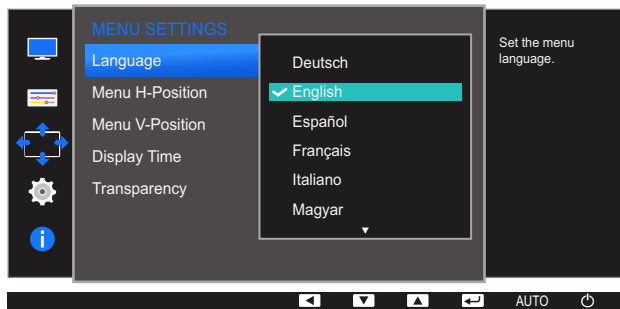 MENU SETTINGS
Language
Menu H-Position
Menu V-Position
Display Time
Transparency
Deutsch
English
Español
Français
Italiano
Magyar
Set the menu
language.
AUTO